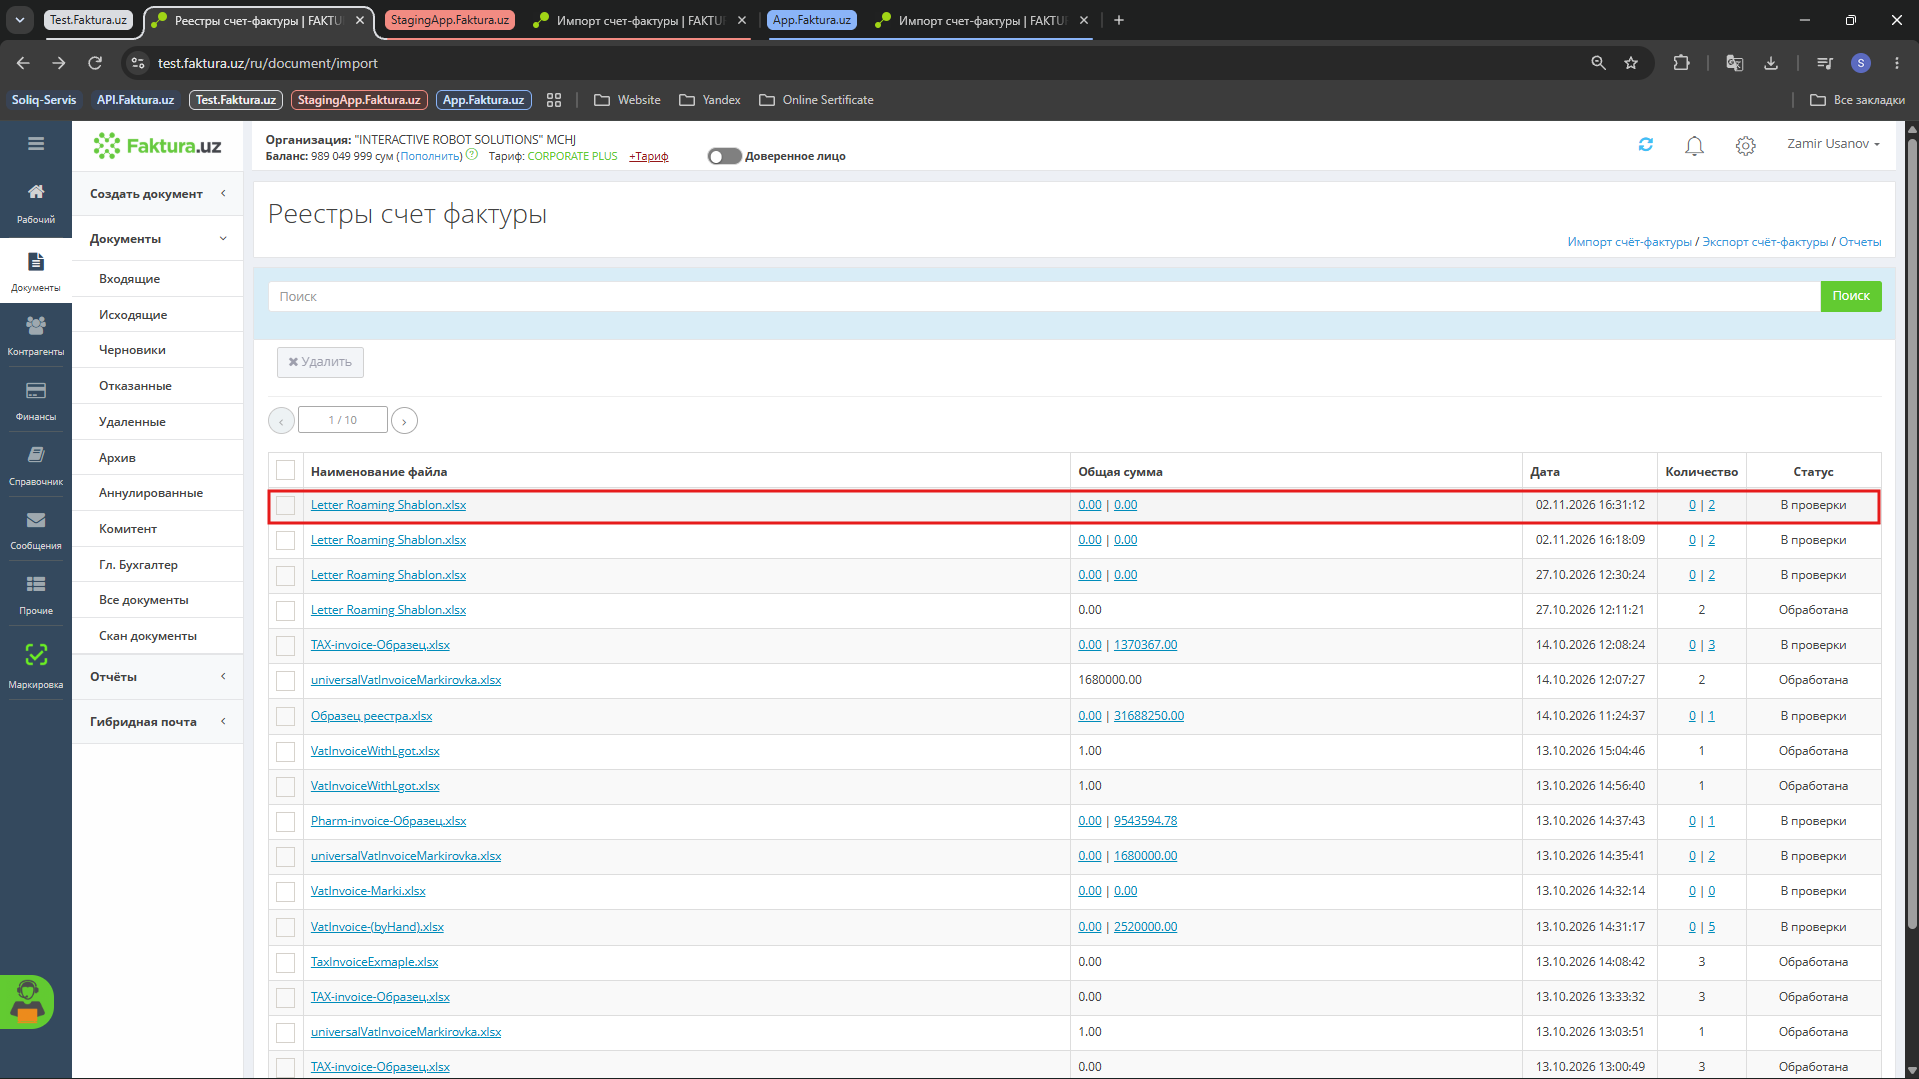 Test.Faktura.uz
Реестры счет-фактуры | FAKTU
StagingApp.Faktura.uz
Импорт счет-фактуры | FAKTUR
App.Faktura.uz
Импорт счет-фактуры | FAKTUR
test.faktura.uz/ru/document/import
S
Soliq-Servis
API.Faktura.uz
Test.Faktura.uz
StagingApp.Faktura.uz
App.Faktura.uz
Website
Yandex
Online Sertificate
Все закладки
Рабочий
Документы
Контрагенты
Финансы
Справочник
Сообщения
Прочие
Маркировка
Faktura.uz
Создать документ
Документы
Входящие
Исходящие
Черновики
Отказанные
Удаленные
Архив
Аннулированные
Комитент
Гл. Бухгалтер
Все документы
Скан документы
Отчёты
Гибридная почта
Организация: "INTERACTIVE ROBOT SOLUTIONS" MCHJ
Баланс: 989 049 999 сум (Пополнить) ? Тариф: CORPORATE PLUS +Тариф
Доверенное лицо
Zamir Usanov
Реестры счет фактуры
Импорт счёт-фактуры / Экспорт счёт-фактуры / Отчеты
Поиск
Поиск
Удалить
1 / 10
Наименование файла Общая сумма Дата Количество Статус
Letter Roaming Shablon.xlsx 0.00 | 0.00 02.11.2026 16:31:12 0 | 2 В проверки
Letter Roaming Shablon.xlsx 0.00 | 0.00 02.11.2026 16:18:09 0 | 2 В проверки
Letter Roaming Shablon.xlsx 0.00 | 0.00 27.10.2026 12:30:24 0 | 2 В проверки
Letter Roaming Shablon.xlsx 0.00 27.10.2026 12:11:21 2 Обработана
TAX-invoice-Образец.xlsx 0.00 | 1370367.00 14.10.2026 12:08:24 0 | 3 В проверки
universalVatInvoiceMarkirovka.xlsx 1680000.00 14.10.2026 12:07:27 2 Обработана
Образец реестра.xlsx 0.00 | 31688250.00 14.10.2026 11:24:37 0 | 1 В проверки
VatInvoiceWithLgot.xlsx 1.00 13.10.2026 15:04:46 1 Обработана
VatInvoiceWithLgot.xlsx 1.00 13.10.2026 14:56:40 1 Обработана
Pharm-invoice-Образец.xlsx 0.00 | 9543594.78 13.10.2026 14:37:43 0 | 1 В проверки
universalVatInvoiceMarkirovka.xlsx 0.00 | 1680000.00 13.10.2026 14:35:41 0 | 2 В проверки
VatInvoice-Marki.xlsx 0.00 | 0.00 13.10.2026 14:32:14 0 | 0 В проверки
VatInvoice-(byHand).xlsx 0.00 | 2520000.00 13.10.2026 14:31:17 0 | 5 В проверки
TaxInvoiceExmaple.xlsx 0.00 13.10.2026 14:08:42 3 Обработана
TAX-invoice-Образец.xlsx 0.00 13.10.2026 13:33:32 3 Обработана
universalVatInvoiceMarkirovka.xlsx 1.00 13.10.2026 13:03:51 1 Обработана
TAX-invoice-Образец.xlsx 0.00 13.10.2026 13:00:49 3 Обработана